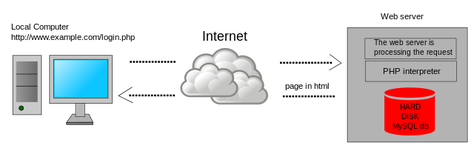 Web server
Local Computer
http://www.example.com/login.php
Internet
The web server is
processing the request
PHP interpreter
page in html
HARD
DISK
MySQL db.